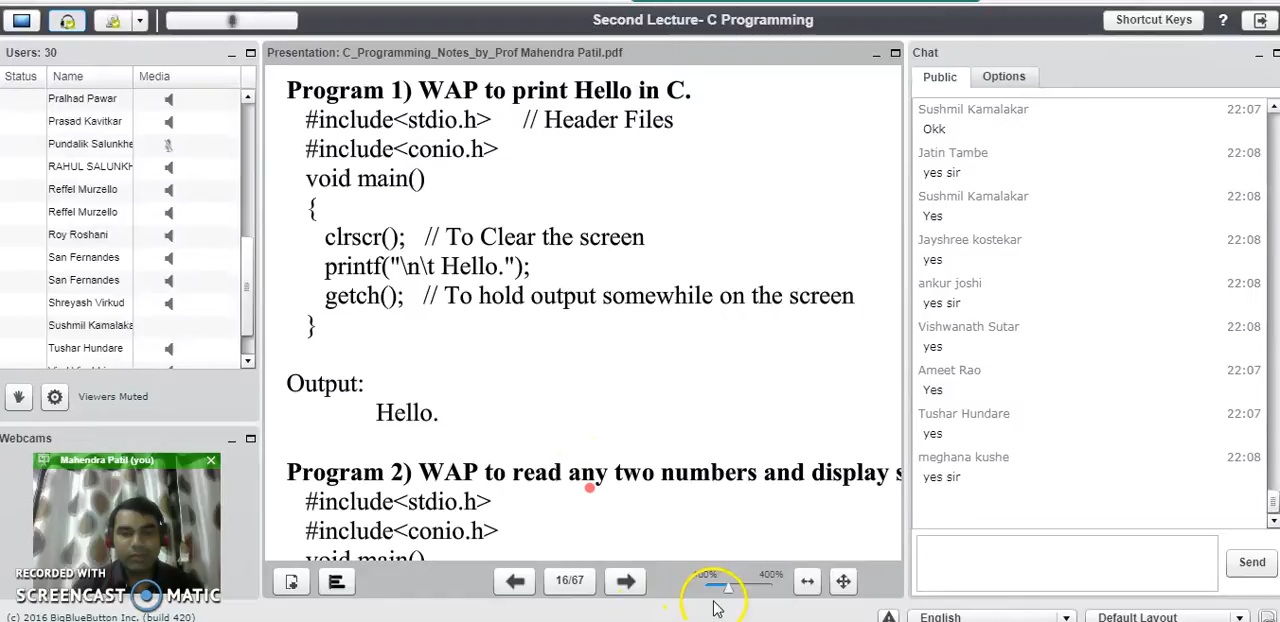 Second Lecture- C Programming
Shortcut Keys
?
Users: 30
Status Name Media
Pralhad Pawar
Prasad Kavitkar
Pundalik Salunkhe
RAHUL SALUNKH
Reffel Murzello
Reffel Murzello
Roy Roshani
San Fernandes
San Fernandes
Shreyash Virkud
Sushmil Kamalaka
Tushar Hundare
Viewers Muted
Webcams
Mahendra Patil (you)
RECORDED WITH
SCREENCAST MATIC
(c) 2016 BigBlueButton Inc. (build 420)
Presentation: C_Programming_Notes_by_Prof Mahendra Patil.pdf
Program 1) WAP to print Hello in C.
#include<stdio.h> // Header Files
#include<conio.h>
void main()
{
clrscr(); // To Clear the screen
printf("\n\t Hello.");
getch(); // To hold output somewhile on the screen
}
Output:
Hello.
Program 2) WAP to read any two numbers and display s
#include<stdio.h>
#include<conio.h>
void main()
16/67
100% 400%
Chat
Public Options
Sushmil Kamalakar 22:07
Okk
Jatin Tambe 22:08
yes sir
Sushmil Kamalakar 22:08
Yes
Jayshree kostekar 22:08
yes
ankur joshi 22:08
yes sir
Vishwanath Sutar 22:08
yes
Ameet Rao 22:07
Yes
Tushar Hundare 22:07
yes
meghana kushe 22:08
yes sir
Send
English
Default Layout